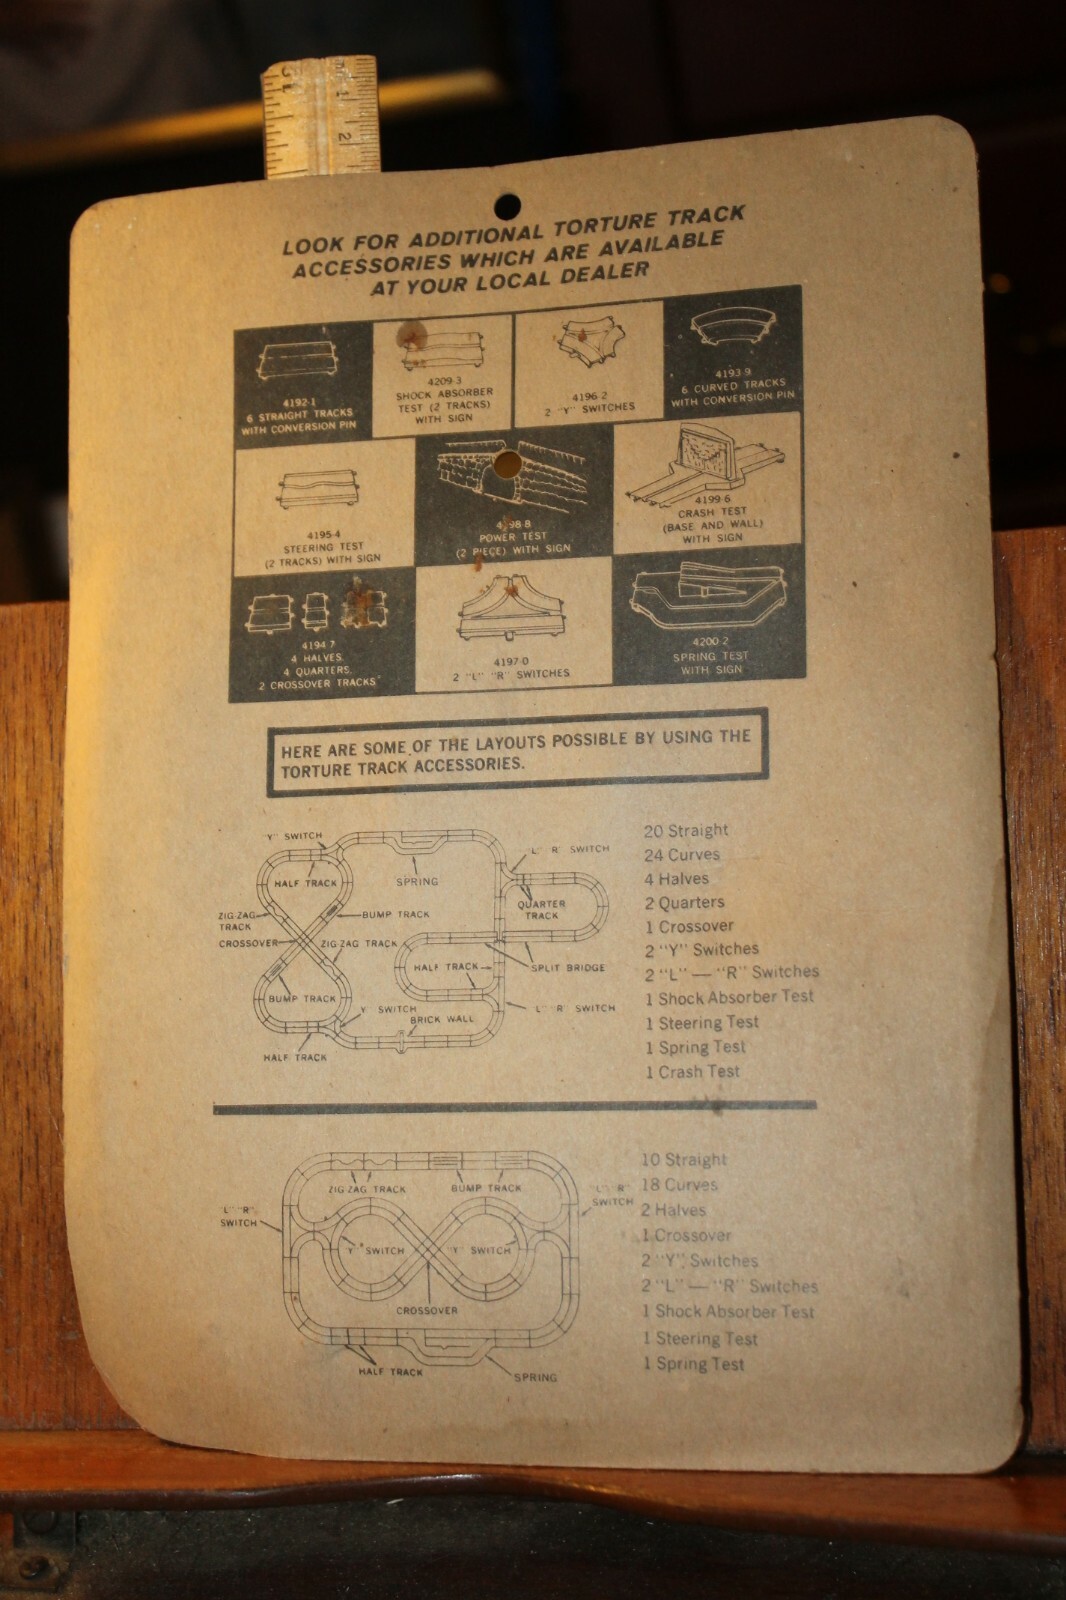 LOOK FOR ADDITIONAL TORTURE TRACK
ACCESSORIES WHICH ARE AVAILABLE
AT YOUR LOCAL DEALER
4192-1
6 STRAIGHT TRACKS
WITH CONVERSION PIN
4209-3
SHOCK ABSORBER
TEST (2 TRACKS)
WITH SIGN
4196-2
2 "Y" SWITCHES
4193-9
6 CURVED TRACKS
WITH CONVERSION PIN
4195-4
STEERING TEST
(2 TRACKS) WITH SIGN
4198-8
POWER TEST
(2 PIECE) WITH SIGN
4199-6
CRASH TEST
(BASE AND WALL)
WITH SIGN
4194-7
4 HALVES,
4 QUARTERS,
2 CROSSOVER TRACKS
4197-0
2 "L" "R" SWITCHES
4200-2
SPRING TEST
WITH SIGN
HERE ARE SOME OF THE LAYOUTS POSSIBLE BY USING THE
TORTURE TRACK ACCESSORIES.
"Y" SWITCH
HALF TRACK
SPRING
"L" "R" SWITCH
QUARTER
TRACK
ZIG-ZAG
TRACK
BUMP TRACK
CROSSOVER
ZIG-ZAG TRACK
HALF TRACK
SPLIT BRIDGE
BUMP TRACK
"Y" SWITCH
BRICK WALL
"L" "R" SWITCH
HALF TRACK
20 Straight
24 Curves
4 Halves
2 Quarters
1 Crossover
2 "Y" Switches
2 "L" — "R" Switches
1 Shock Absorber Test
1 Steering Test
1 Spring Test
1 Crash Test
ZIG-ZAG TRACK
BUMP TRACK
"L" "R"
SWITCH
"L" "R"
SWITCH
"Y" SWITCH
"Y" SWITCH
CROSSOVER
HALF TRACK
SPRING
10 Straight
18 Curves
2 Halves
1 Crossover
2 "Y" Switches
2 "L" — "R" Switches
1 Shock Absorber Test
1 Steering Test
1 Spring Test